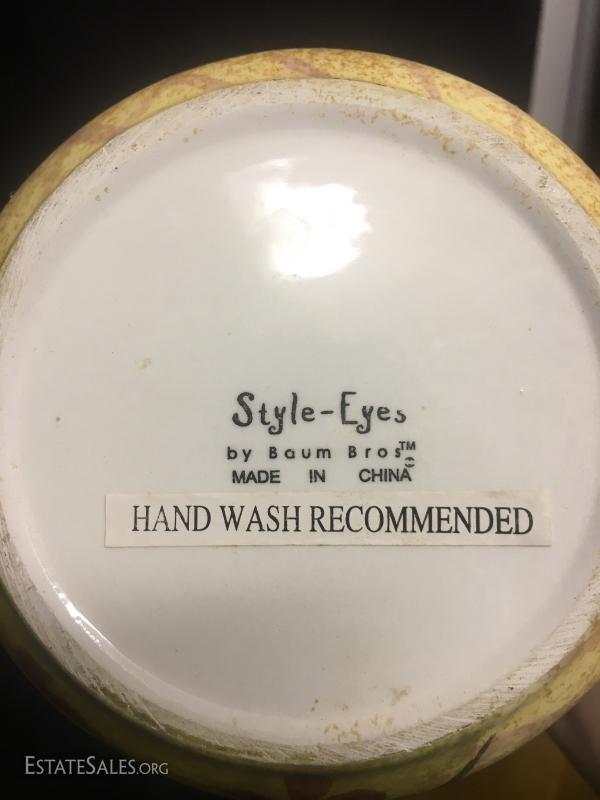 Style-Eyes
by Baum Bros™
MADE IN CHINA
HAND WASH RECOMMENDED
ESTATESALES.ORG